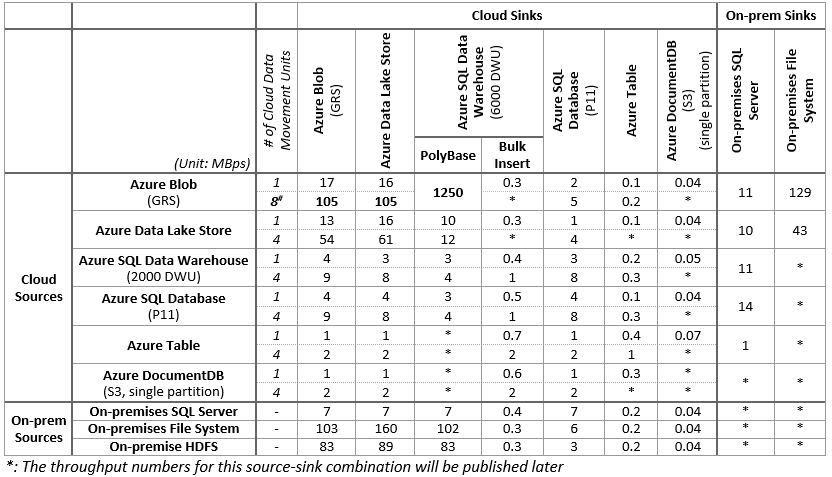 Cloud Sinks On-prem Sinks
(Unit: MBps) # of Cloud Data Movement Units Azure Blob (GRS) Azure Data Lake Store Azure SQL Data Warehouse (6000 DWU) Azure SQL Database (P11) Azure Table Azure DocumentDB (S3) (single partition) On-premises SQL Server On-premises File System
PolyBase Bulk Insert
Cloud Sources
Azure Blob (GRS) 1 17 16 1250 0.3 2 0.1 0.04 11 129
8# 105 105 * 5 0.2 *
Azure Data Lake Store 1 13 16 10 0.3 1 0.1 0.04 10 43
4 54 61 12 * 4 * *
Azure SQL Data Warehouse (2000 DWU) 1 4 3 3 0.4 3 0.2 0.05 11 *
4 9 8 4 1 8 0.3 *
Azure SQL Database (P11) 1 4 4 3 0.5 4 0.1 0.04 14 *
4 9 8 4 1 8 0.3 *
Azure Table 1 1 1 * 0.7 1 0.4 0.07 1 *
4 2 2 * 2 2 1 *
Azure DocumentDB (S3, single partition) 1 1 1 * 0.6 1 0.3 * * *
4 2 2 * 2 2 * *
On-prem Sources
On-premises SQL Server - 7 7 7 0.4 7 0.2 0.04 * *
On-premises File System - 103 160 102 0.3 6 0.2 0.04 * *
On-premise HDFS - 83 89 83 0.3 3 0.2 0.04 * *
*: The throughput numbers for this source-sink combination will be published later